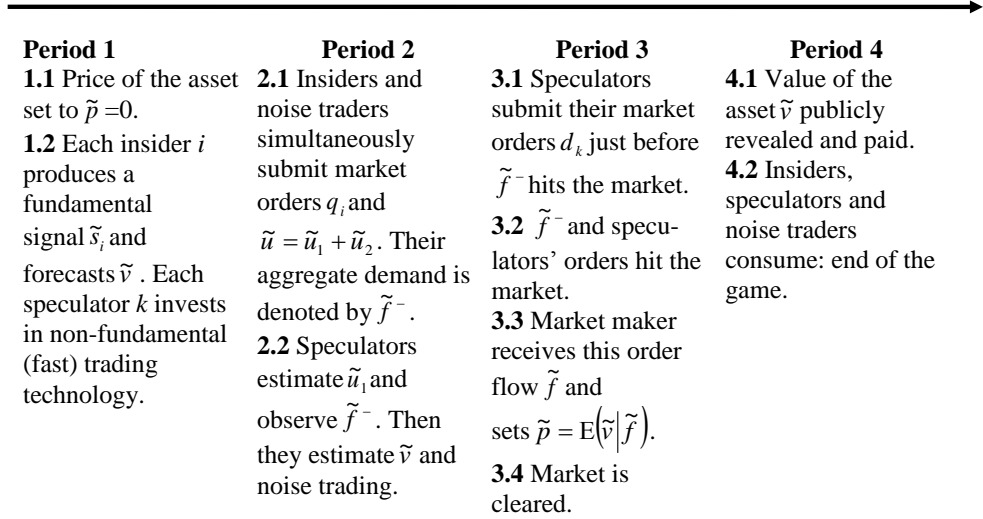 Period 1
1.1 Price of the asset
set to p̃ =0.
1.2 Each insider i
produces a
fundamental
signal s̃ᵢ and
forecasts ṽ . Each
speculator k invests
in non-fundamental
(fast) trading
technology.
Period 2
2.1 Insiders and
noise traders
simultaneously
submit market
orders qᵢ and
ũ = ũ₁ + ũ₂. Their
aggregate demand is
denoted by f̃⁻.
2.2 Speculators
estimate ũ₁ and
observe f̃⁻. Then
they estimate ṽ and
noise trading.
Period 3
3.1 Speculators
submit their market
orders dₖ just before
f̃⁻ hits the market.
3.2 f̃⁻ and specu-
lators’ orders hit the
market.
3.3 Market maker
receives this order
flow f̃ and
sets p̃ = E(ṽ|f̃).
3.4 Market is
cleared.
Period 4
4.1 Value of the
asset ṽ publicly
revealed and paid.
4.2 Insiders,
speculators and
noise traders
consume: end of the
game.